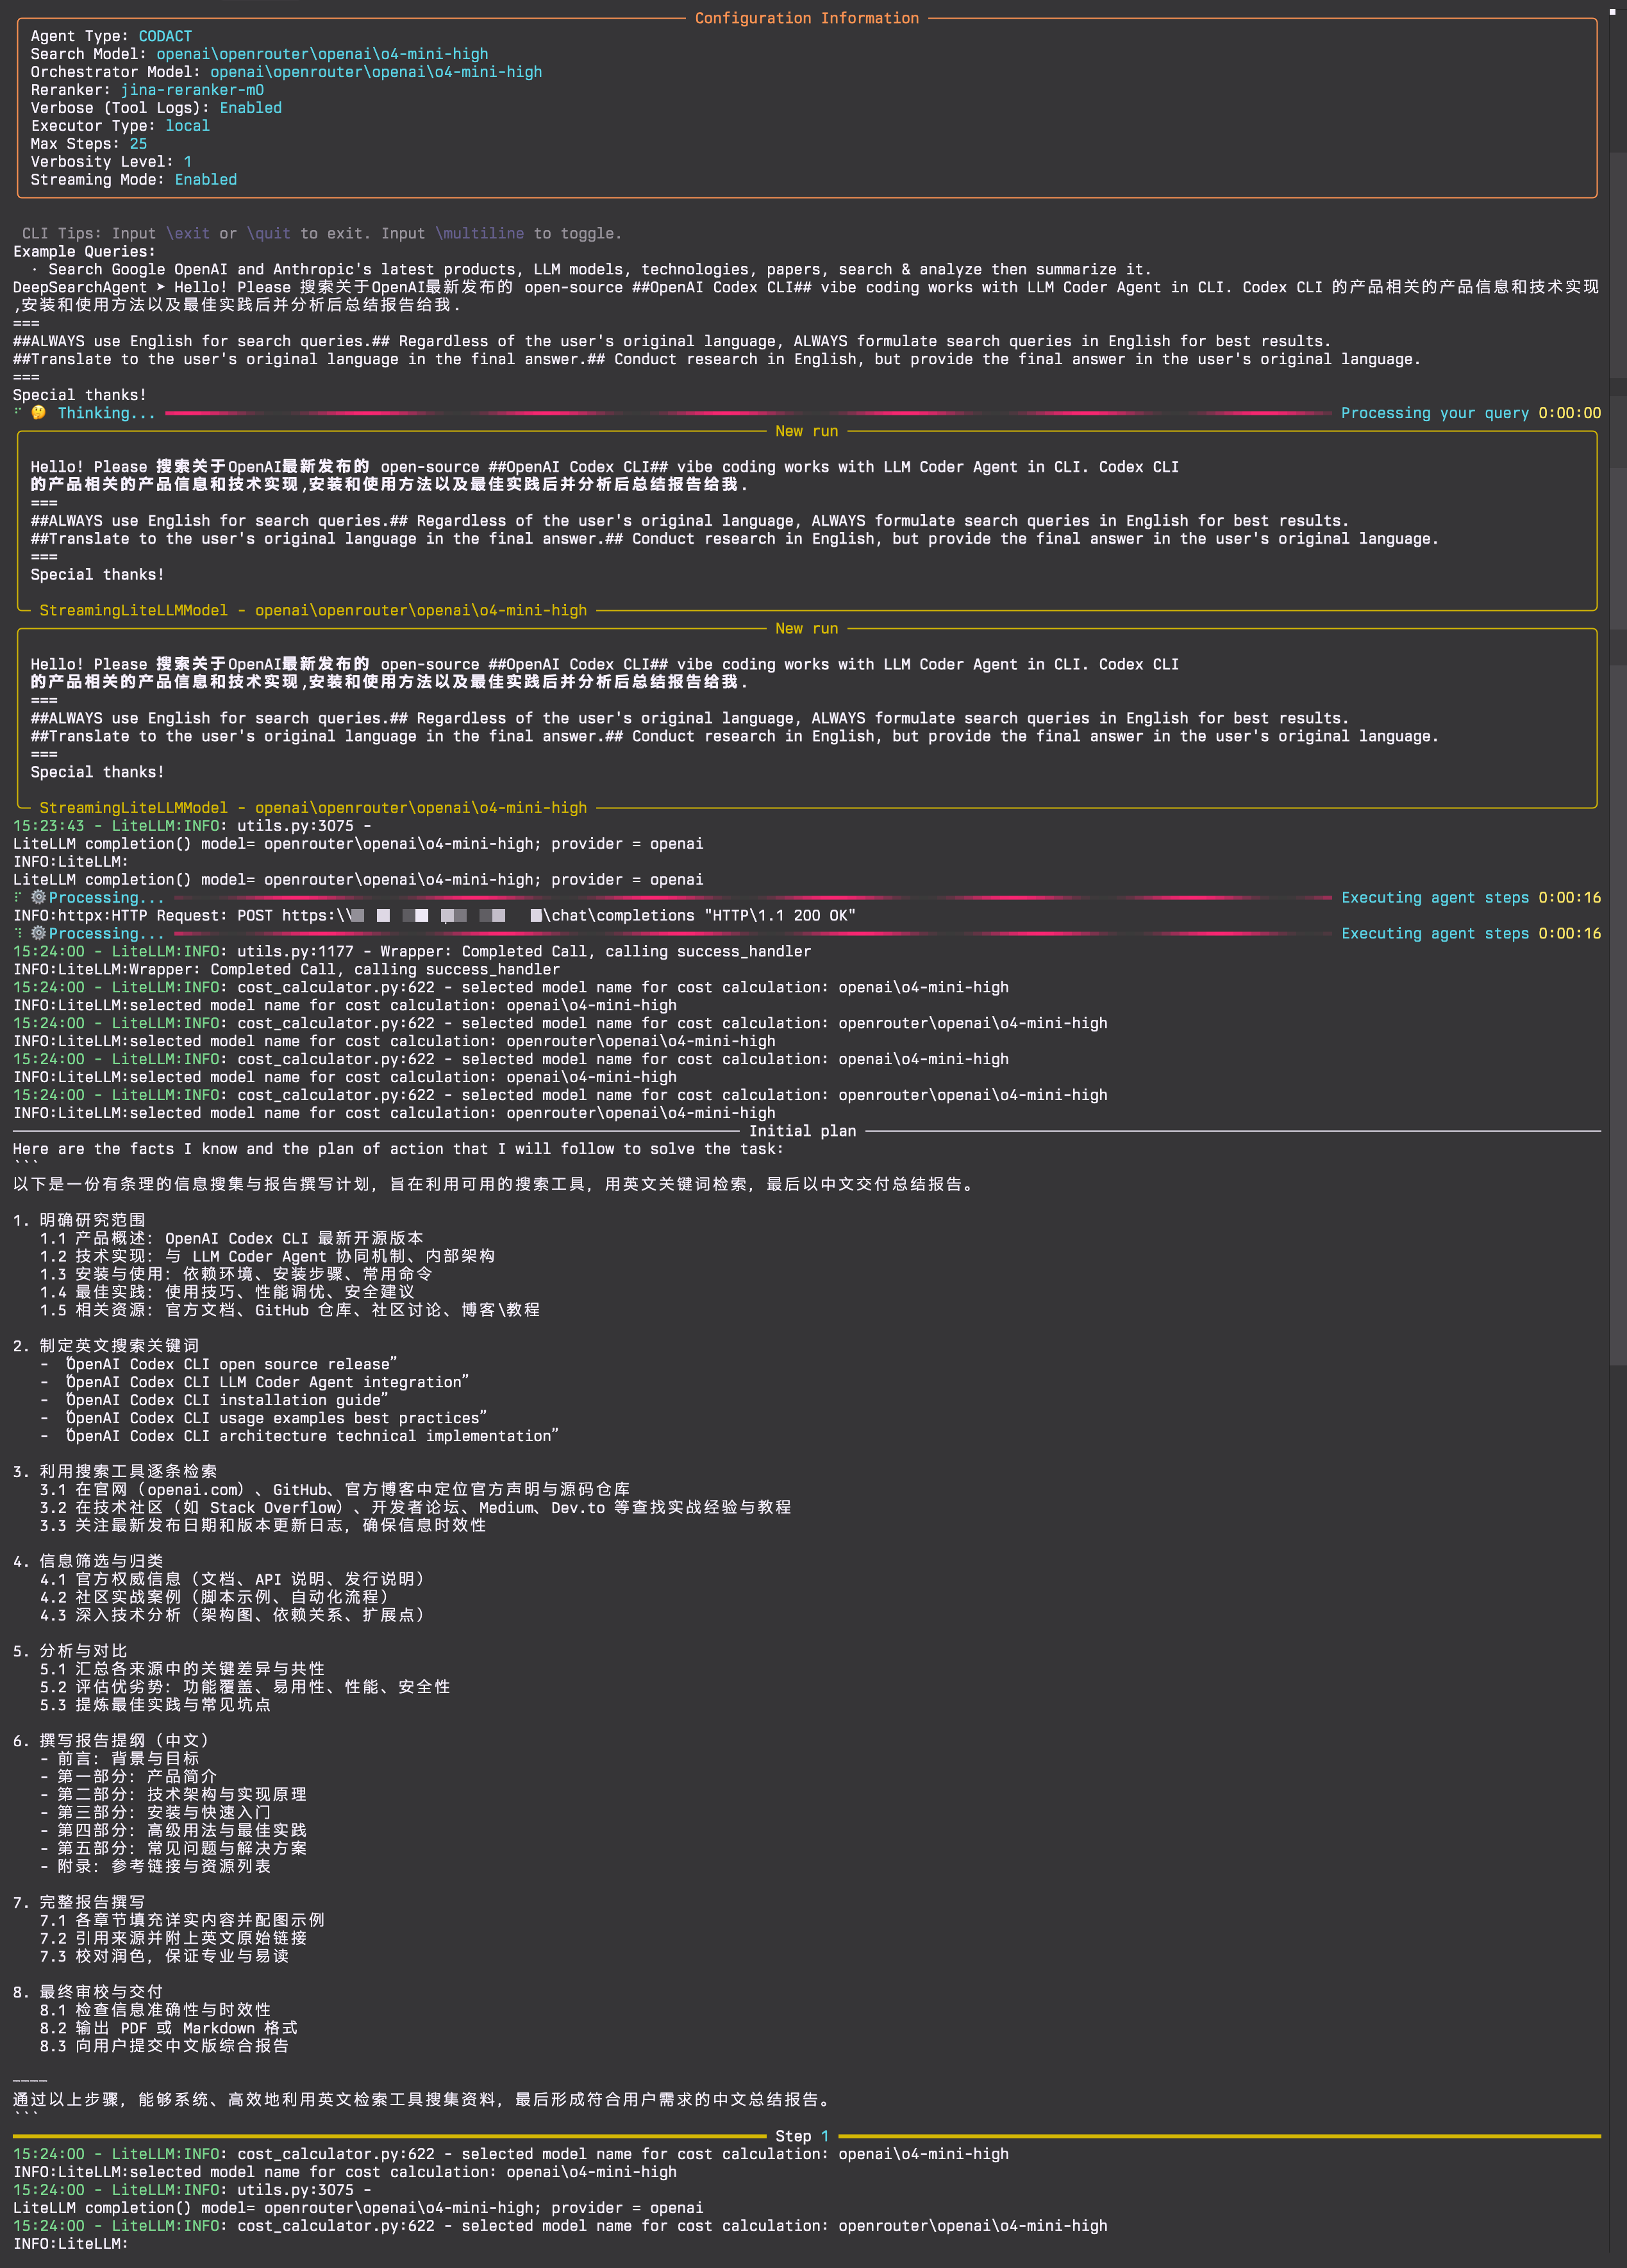 Configuration Information
Agent Type: CODACT
Search Model: openai\openrouter\openai\o4-mini-high
Orchestrator Model: openai\openrouter\openai\o4-mini-high
Reranker: jina-reranker-m0
Verbose (Tool Logs): Enabled
Executor Type: local
Max Steps: 25
Verbosity Level: 1
Streaming Mode: Enabled
CLI Tips: Input \exit or \quit to exit. Input \multiline to toggle.
Example Queries:
· Search Google OpenAI and Anthropic's latest products, LLM models, technologies, papers, search & analyze then summarize it.
DeepSearchAgent ➤ Hello! Please 搜索关于OpenAI最新发布的 open-source ##OpenAI Codex CLI## vibe coding works with LLM Coder Agent in CLI. Codex CLI 的产品相关的产品信息和技术实现
,安装和使用方法以及最佳实践后并分析后总结报告给我.
===
##ALWAYS use English for search queries.## Regardless of the user's original language, ALWAYS formulate search queries in English for best results.
##Translate to the user's original language in the final answer.## Conduct research in English, but provide the final answer in the user's original language.
===
Special thanks!
🤔 Thinking... Processing your query 0:00:00
New run
Hello! Please 搜索关于OpenAI最新发布的 open-source ##OpenAI Codex CLI## vibe coding works with LLM Coder Agent in CLI. Codex CLI
的产品相关的产品信息和技术实现,安装和使用方法以及最佳实践后并分析后总结报告给我.
===
##ALWAYS use English for search queries.## Regardless of the user's original language, ALWAYS formulate search queries in English for best results.
##Translate to the user's original language in the final answer.## Conduct research in English, but provide the final answer in the user's original language.
===
Special thanks!
StreamingLiteLLMModel - openai\openrouter\openai\o4-mini-high
New run
Hello! Please 搜索关于OpenAI最新发布的 open-source ##OpenAI Codex CLI## vibe coding works with LLM Coder Agent in CLI. Codex CLI
的产品相关的产品信息和技术实现,安装和使用方法以及最佳实践后并分析后总结报告给我.
===
##ALWAYS use English for search queries.## Regardless of the user's original language, ALWAYS formulate search queries in English for best results.
##Translate to the user's original language in the final answer.## Conduct research in English, but provide the final answer in the user's original language.
===
Special thanks!
StreamingLiteLLMModel - openai\openrouter\openai\o4-mini-high
15:23:43 - LiteLLM:INFO: utils.py:3075 -
LiteLLM completion() model= openrouter\openai\o4-mini-high; provider = openai
INFO:LiteLLM:
LiteLLM completion() model= openrouter\openai\o4-mini-high; provider = openai
⚙️Processing... Executing agent steps 0:00:16
INFO:httpx:HTTP Request: POST https:\\ \chat\completions "HTTP\1.1 200 OK"
⚙️Processing... Executing agent steps 0:00:16
15:24:00 - LiteLLM:INFO: utils.py:1177 - Wrapper: Completed Call, calling success_handler
INFO:LiteLLM:Wrapper: Completed Call, calling success_handler
15:24:00 - LiteLLM:INFO: cost_calculator.py:622 - selected model name for cost calculation: openai\o4-mini-high
INFO:LiteLLM:selected model name for cost calculation: openai\o4-mini-high
15:24:00 - LiteLLM:INFO: cost_calculator.py:622 - selected model name for cost calculation: openrouter\openai\o4-mini-high
INFO:LiteLLM:selected model name for cost calculation: openrouter\openai\o4-mini-high
15:24:00 - LiteLLM:INFO: cost_calculator.py:622 - selected model name for cost calculation: openai\o4-mini-high
INFO:LiteLLM:selected model name for cost calculation: openai\o4-mini-high
15:24:00 - LiteLLM:INFO: cost_calculator.py:622 - selected model name for cost calculation: openrouter\openai\o4-mini-high
INFO:LiteLLM:selected model name for cost calculation: openrouter\openai\o4-mini-high
Initial plan
Here are the facts I know and the plan of action that I will follow to solve the task:
```
以下是一份有条理的信息搜集与报告撰写计划，旨在利用可用的搜索工具，用英文关键词检索，最后以中文交付总结报告。
1. 明确研究范围
1.1 产品概述：OpenAI Codex CLI 最新开源版本
1.2 技术实现：与 LLM Coder Agent 协同机制、内部架构
1.3 安装与使用：依赖环境、安装步骤、常用命令
1.4 最佳实践：使用技巧、性能调优、安全建议
1.5 相关资源：官方文档、GitHub 仓库、社区讨论、博客\教程
2. 制定英文搜索关键词
- “OpenAI Codex CLI open source release”
- “OpenAI Codex CLI LLM Coder Agent integration”
- “OpenAI Codex CLI installation guide”
- “OpenAI Codex CLI usage examples best practices”
- “OpenAI Codex CLI architecture technical implementation”
3. 利用搜索工具逐条检索
3.1 在官网（openai.com）、GitHub、官方博客中定位官方声明与源码仓库
3.2 在技术社区（如 Stack Overflow）、开发者论坛、Medium、Dev.to 等查找实战经验与教程
3.3 关注最新发布日期和版本更新日志，确保信息时效性
4. 信息筛选与归类
4.1 官方权威信息（文档、API 说明、发行说明）
4.2 社区实战案例（脚本示例、自动化流程）
4.3 深入技术分析（架构图、依赖关系、扩展点）
5. 分析与对比
5.1 汇总各来源中的关键差异与共性
5.2 评估优劣势：功能覆盖、易用性、性能、安全性
5.3 提炼最佳实践与常见坑点
6. 撰写报告提纲（中文）
- 前言：背景与目标
- 第一部分：产品简介
- 第二部分：技术架构与实现原理
- 第三部分：安装与快速入门
- 第四部分：高级用法与最佳实践
- 第五部分：常见问题与解决方案
- 附录：参考链接与资源列表
7. 完整报告撰写
7.1 各章节填充详实内容并配图示例
7.2 引用来源并附上英文原始链接
7.3 校对润色，保证专业与易读
8. 最终审校与交付
8.1 检查信息准确性与时效性
8.2 输出 PDF 或 Markdown 格式
8.3 向用户提交中文版综合报告
————
通过以上步骤，能够系统、高效地利用英文检索工具搜集资料，最后形成符合用户需求的中文总结报告。
```
Step 1
15:24:00 - LiteLLM:INFO: cost_calculator.py:622 - selected model name for cost calculation: openai\o4-mini-high
INFO:LiteLLM:selected model name for cost calculation: openai\o4-mini-high
15:24:00 - LiteLLM:INFO: utils.py:3075 -
LiteLLM completion() model= openrouter\openai\o4-mini-high; provider = openai
15:24:00 - LiteLLM:INFO: cost_calculator.py:622 - selected model name for cost calculation: openrouter\openai\o4-mini-high
INFO:LiteLLM: